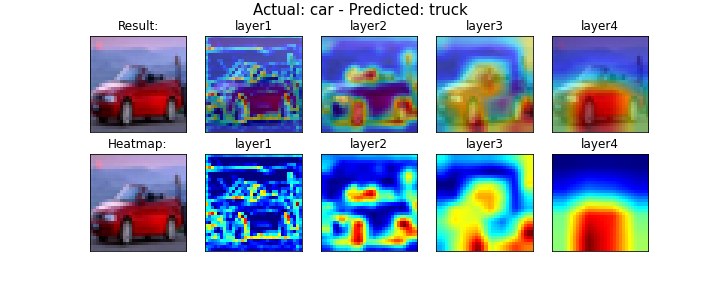 Actual: car - Predicted: truck
Result: layer1 layer2 layer3 layer4
Heatmap: layer1 layer2 layer3 layer4